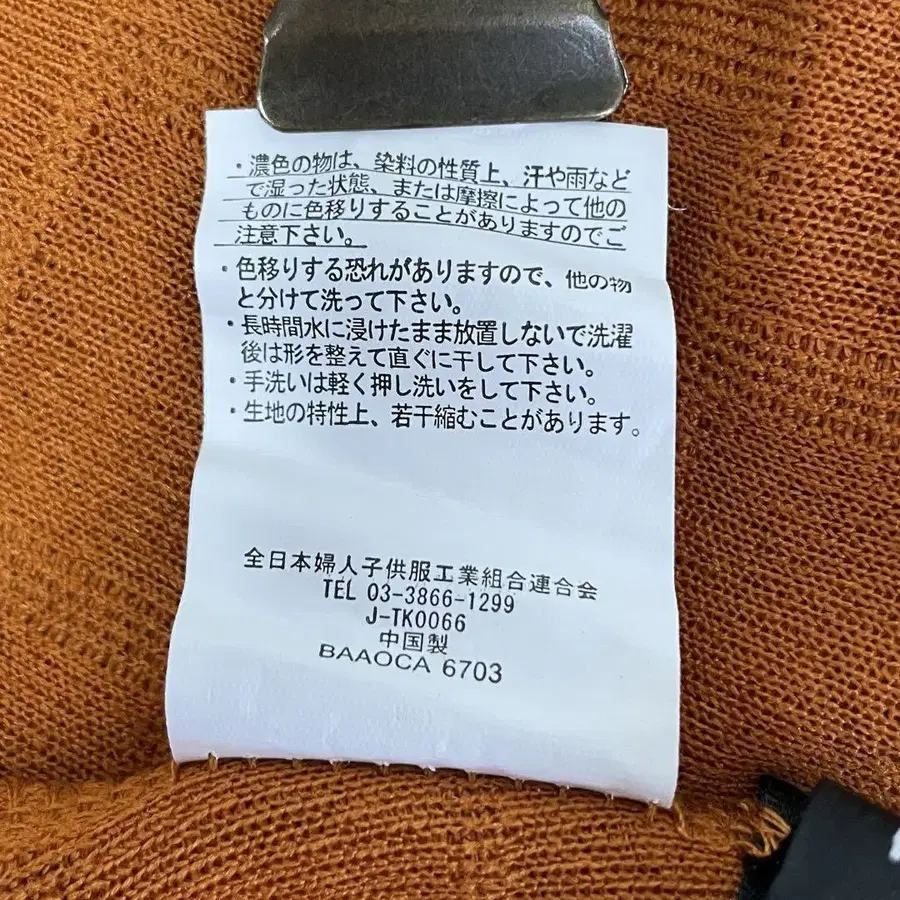 ・濃色の物は、染料の性質上、汗や雨など
で湿った状態、または摩擦によって他の
ものに色移りすることがありますのでご
注意下さい。
・色移りする恐れがありますので、他の物
と分けて洗って下さい。
・長時間水に浸けたまま放置しないで洗濯
後は形を整えて直ぐに干して下さい。
・手洗いは軽く押し洗いをして下さい。
・生地の特性上、若干縮むことがあります。
全日本婦人子供服工業組合連合会
TEL 03-3866-1299
J-TK0066
中国製
BAAOCA 6703